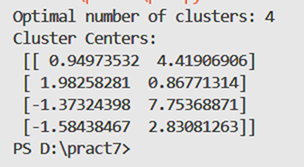 Optimal number of clusters: 4
Cluster Centers:
[[ 0.94973532 4.41906906]
[ 1.98258281 0.86771314]
[-1.37324398 7.75368871]
[-1.58438467 2.83081263]]
PS D:\pract7>